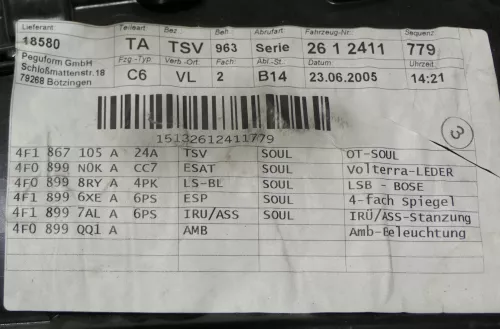 Lieferant Teileart Bez Beh. Abrufart Fahrzeug-Nr. Sequenz
18580 TA TSV 963 Serie 26 1 2411 779
Peguform GmbH Fzg-Typ Verb.-Ort. Fach: Abl-St. Datum Uhrzeit
Schloßmattenstr.18 C6 VL 2 B14 23.06.2005 14:21
79268 Bötzingen
15132612411779
3
4F1 867 105 A 24A TSV SOUL OT-SOUL
4F0 899 N0K A CC7 ESAT SOUL Volterra-LEDER
4F0 899 8RY A 4PK LS-BL SOUL LSB - BOSE
4F1 899 6XE A 6PS ESP SOUL 4-fach Spiegel
4F1 899 7AL A 6PS IRU/ASS SOUL IRÜ/ASS-Stanzung
4F0 899 QQ1 A AMB Amb-Beleuchtung